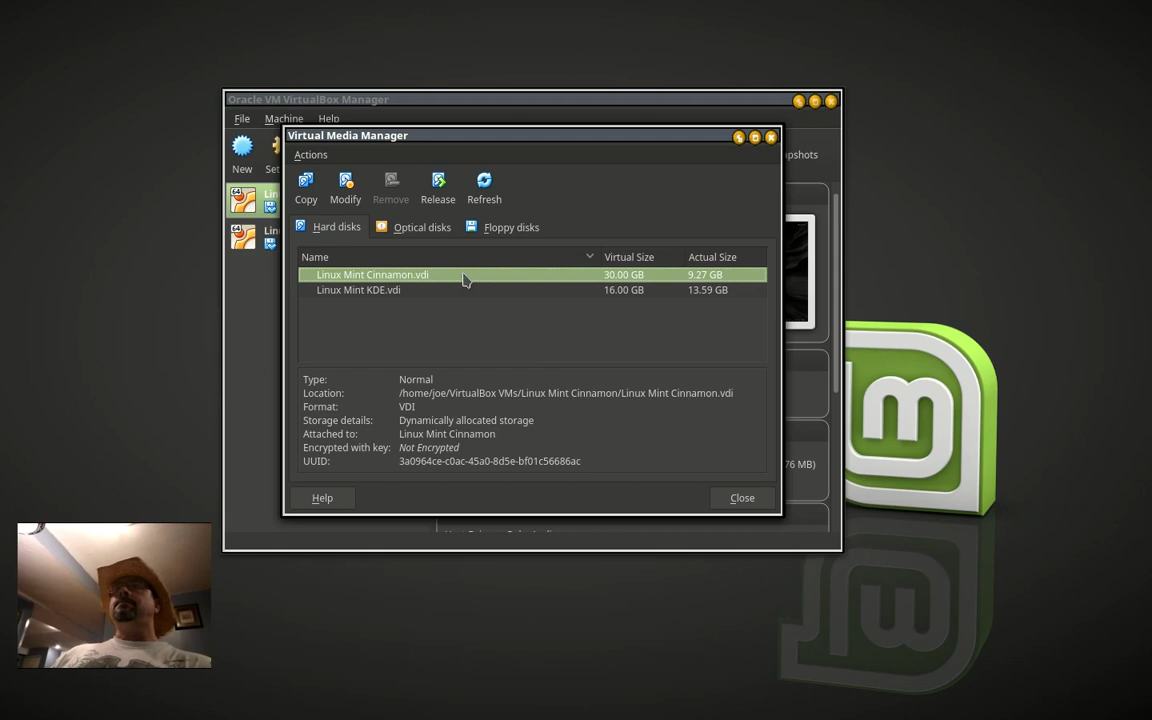 Oracle VM VirtualBox Manager
File Machine Help
Virtual Media Manager
Actions
New
Copy Modify Remove Release Refresh
Hard disks Optical disks Floppy disks
Name Virtual Size Actual Size
Linux Mint Cinnamon.vdi 30.00 GB 9.27 GB
Linux Mint KDE.vdi 16.00 GB 13.59 GB
Type: Normal
Location: /home/joe/VirtualBox VMs/Linux Mint Cinnamon/Linux Mint Cinnamon.vdi
Format: VDI
Storage details: Dynamically allocated storage
Attached to: Linux Mint Cinnamon
Encrypted with key: Not Encrypted
UUID: 3a0964ce-c0ac-45a0-8d5e-bf01c56686ac
76 MB)
Help Close
64
64